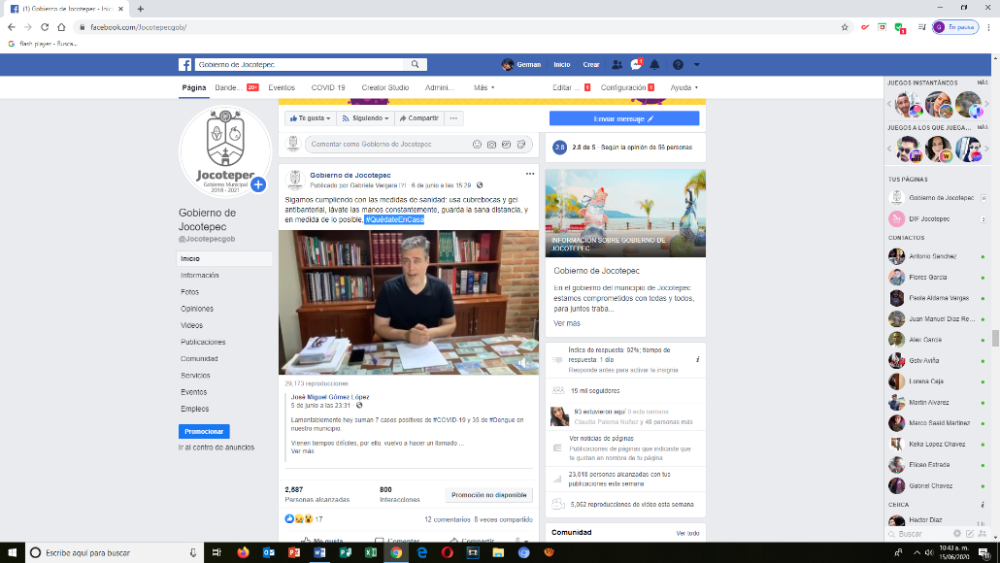 (1) Gobierno de Jocotepec - Inic
facebook.com/Jocotepecgob/
En pausa
flash player - Busca...
Gobierno de Jocotepec
German
Inicio
Crear
Página
Bande...
20+
Eventos
COVID-19
Creator Studio
Admini...
Más
Editar ...
1
Configuración
1
Ayuda
Te gusta
Siguiendo
Compartir
Enviar mensaje
Comentar como Gobierno de Jocotepec
2.8
2.8 de 5 · Según la opinión de 56 personas
Jocotepec
Gobierno Municipal
2018 - 2021
Gobierno de
Jocotepec
@Jocotepecgob
Inicio
Información
Fotos
Opiniones
Videos
Publicaciones
Comunidad
Servicios
Eventos
Empleos
Promocionar
Ir al centro de anuncios
Gobierno de Jocotepec
Publicado por Gabriela Vergara [?] · 6 de junio a las 15:29 ·
Sigamos cumpliendo con las medidas de sanidad: usa cubrebocas y gel
antibanterial, lávate las manos constantemente, guarda la sana distancia, y
en medida de lo posible, #QuédateEnCasa
29,173 reproducciones
José Miguel Gómez López
5 de junio a las 23:31 ·
Lamentablemente hoy suman 7 casos positivos de #COVID-19 y 35 de #Dengue en
nuestro municipio.
Vienen tiempos difíciles, por ello, vuelvo a hacer un llamado ...
Ver más
2,587
Personas alcanzadas
800
Interacciones
Promoción no disponible
17
12 comentarios 8 veces compartido
Me gusta
Comentar
Compartir
INFORMACIÓN SOBRE GOBIERNO DE
JOCOTEPEC
Gobierno de Jocotepec
En el gobierno del municipio de Jocotepec
estamos comprometidos con todas y todos,
para juntos traba...
Ver más
Índice de respuesta: 92%; tiempo de
respuesta: 1 día
Responde antes para activar la insignia
15 mil seguidores
93 estuvieron aquí 0 esta semana
Claudia Paloma Nuñez y 49 personas más
Ver noticias de páginas
Publicaciones de páginas que indicaste que
te gustan en nombre de tu página
23,618 personas alcanzadas con tus
publicaciones esta semana
5,062 reproducciones de video esta semana
Comunidad
Ver todo
JUEGOS INSTANTÁNEOS
MÁS
JUEGOS A LOS QUE JUEGA...
MÁS
TUS PÁGINAS
Gobierno de Jocotepec
DIF Jocotepec
2
CONTACTOS
Antonio Sanchez
Flores Garcia
Paola Aldama Vargas
Juan Manuel Diaz Re...
Alex Garcia
Gstv Aviña
Lorena Ceja
Martin Alvarez
Marco Saaid Martinez
Keka Lopez Chavez
Eliceo Estrada
Gabriel Chavez
CERCA
Hector Diaz
1 h
Buscar
Escribe aquí para buscar
10:43 a. m.
15/06/2020